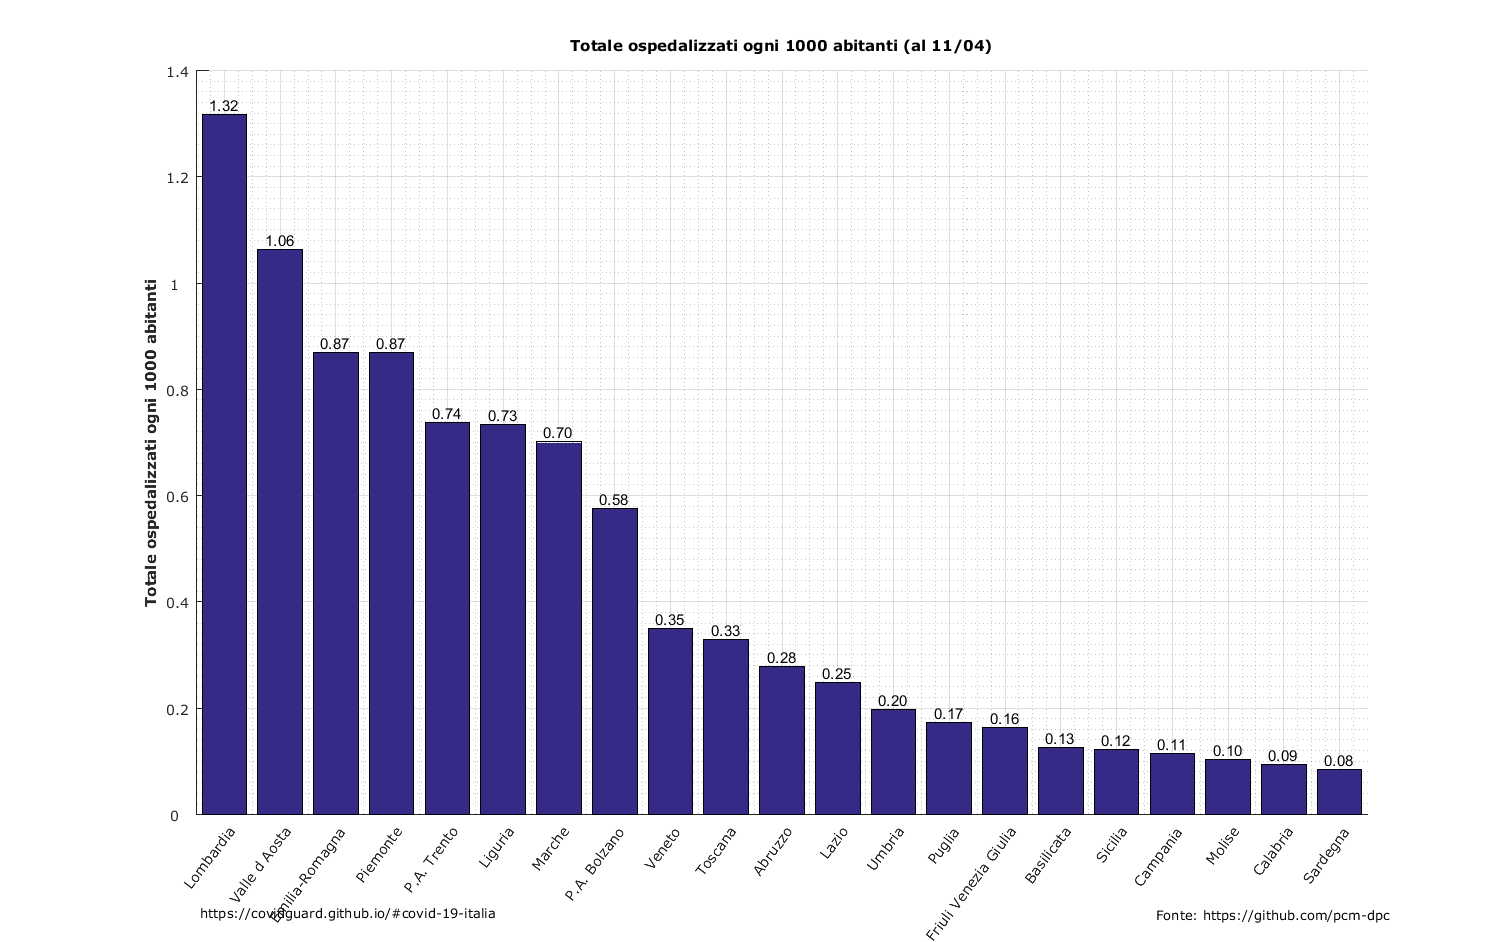 Totale ospedalizzati ogni 1000 abitanti (al 11/04)
Totale ospedalizzati ogni 1000 abitanti
1.4
1.2
1
0.8
0.6
0.4
0.2
0
1.32
1.06
0.87
0.87
0.74
0.73
0.70
0.58
0.35
0.33
0.28
0.25
0.20
0.17
0.16
0.13
0.12
0.11
0.10
0.09
0.08
Lombardia
Valle d Aosta
Emilia-Romagna
Piemonte
P.A. Trento
Liguria
Marche
P.A. Bolzano
Veneto
Toscana
Abruzzo
Lazio
Umbria
Puglia
Friuli Venezia Giulia
Basilicata
Sicilia
Campania
Molise
Calabria
Sardegna
https://covidguard.github.io/#covid-19-italia
Fonte: https://github.com/pcm-dpc